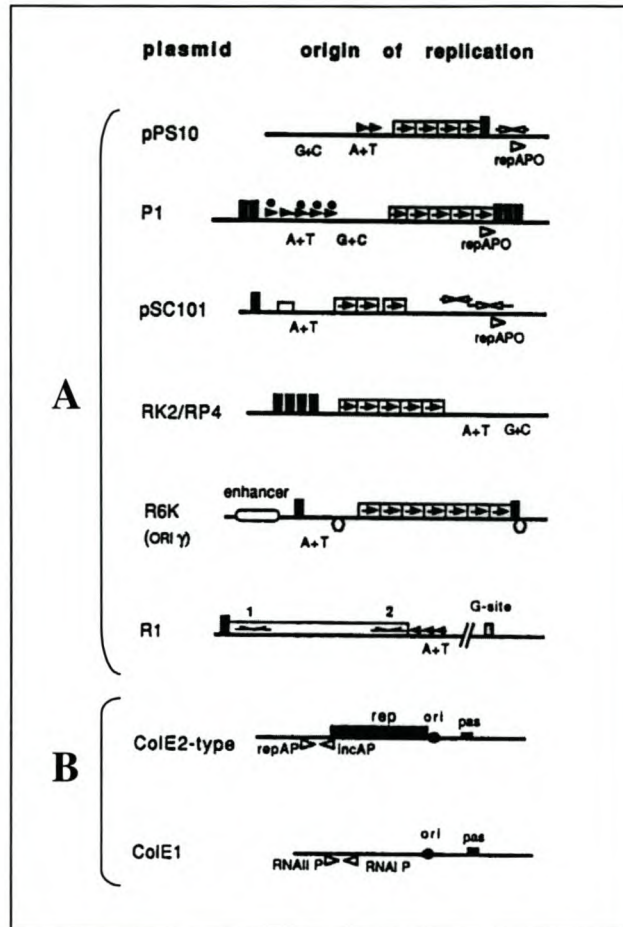 plasmid origin of replication
A
pPS10
G+C A+T
repAPO
P1
A+T G+C
repAPO
pSC101
A+T
repAPO
RK2/RP4
A+T G+C
enhancer
R6K
(ORI γ)
A+T
R1
1 2 G-site
A+T
B
rep ori pas
ColE2-type
repAP incAP
ori pas
ColE1
RNAII P RNAI P